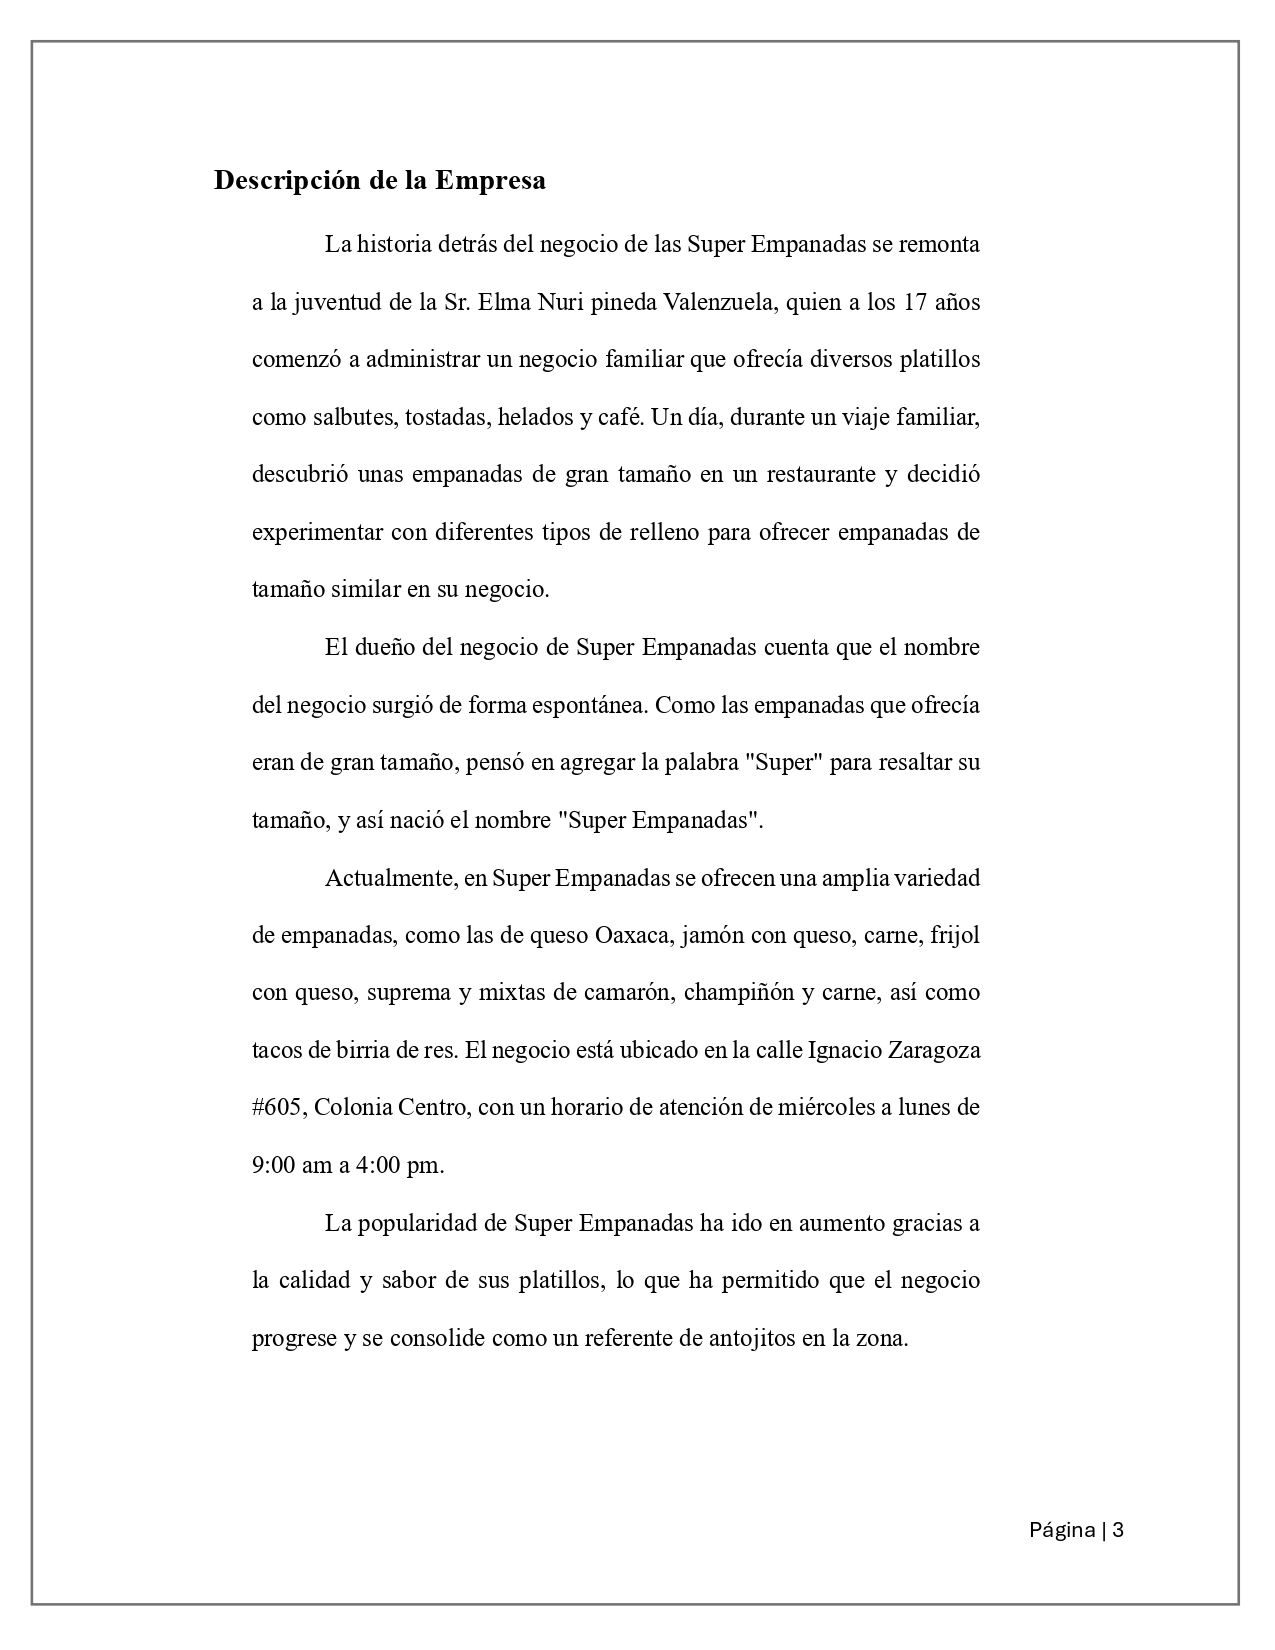 Descripción de la Empresa
La historia detrás del negocio de las Super Empanadas se remonta
a la juventud de la Sr. Elma Nuri pineda Valenzuela, quien a los 17 años
comenzó a administrar un negocio familiar que ofrecía diversos platillos
como salbutes, tostadas, helados y café. Un día, durante un viaje familiar,
descubrió unas empanadas de gran tamaño en un restaurante y decidió
experimentar con diferentes tipos de relleno para ofrecer empanadas de
tamaño similar en su negocio.
El dueño del negocio de Super Empanadas cuenta que el nombre
del negocio surgió de forma espontánea. Como las empanadas que ofrecía
eran de gran tamaño, pensó en agregar la palabra "Super" para resaltar su
tamaño, y así nació el nombre "Super Empanadas".
Actualmente, en Super Empanadas se ofrecen una amplia variedad
de empanadas, como las de queso Oaxaca, jamón con queso, carne, frijol
con queso, suprema y mixtas de camarón, champiñón y carne, así como
tacos de birria de res. El negocio está ubicado en la calle Ignacio Zaragoza
#605, Colonia Centro, con un horario de atención de miércoles a lunes de
9:00 am a 4:00 pm.
La popularidad de Super Empanadas ha ido en aumento gracias a
la calidad y sabor de sus platillos, lo que ha permitido que el negocio
progrese y se consolide como un referente de antojitos en la zona.
Página | 3